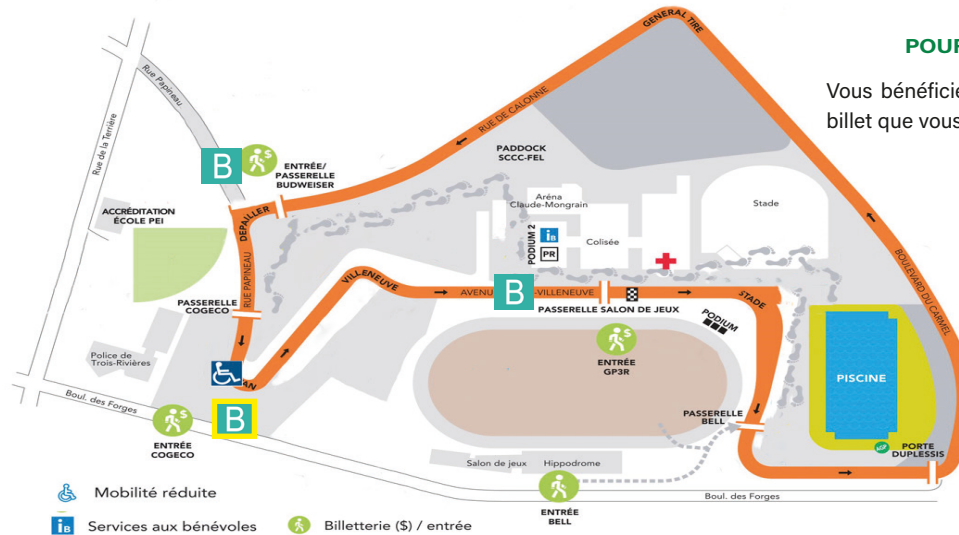 POUR
Vous bénéficie
billet que vous
GENERAL TIRE
RUE DE CALONNE
Rue Papineau
Rue de la Terrière
B
$
ENTRÉE/
PASSERELLE
BUDWEISER
PADDOCK
SCCC-FEL
Aréna
Claude-Mongrain
Stade
ACCRÉDITATION
ÉCOLE PEI
DEPAILLER
PODIUM 2
iB
PR
Colisée
RUE PAPINEAU
VILLENEUVE
BOULEVARD DU CARMEL
PASSERELLE
COGECO
AVENUE
B
-VILLENEUVE
STADE
PASSERELLE SALON DE JEUX
PODIUM
$
ENTRÉE
GP3R
Police de
Trois-Rivières
PISCINE
Boul. des Forges
B
$
ENTRÉE
COGECO
PASSERELLE
BELL
PORTE
DUPLESSIS
Salon de jeux
Hippodrome
ENTRÉE
BELL
Boul. des Forges
Mobilité réduite
iB Services aux bénévoles
Billetterie ($) / entrée